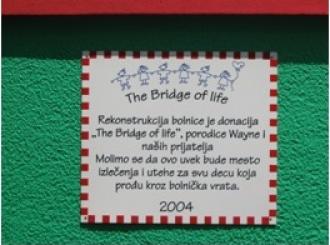 The Bridge of life
Rekonstrukcija bolnice je donacija
„The Bridge of life", porodice Wayne i
naših prijatelja
Molimo se da ovo uvek bude mesto
izlečenja i utehe za svu decu koja
prođu kroz bolnička vrata.
2004